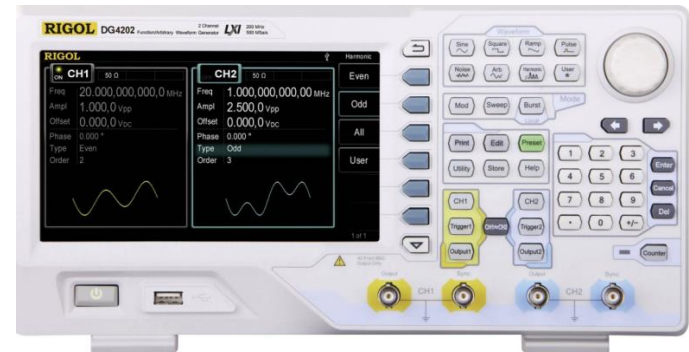 RIGOL DG4202 Function/Arbitrary Waveform Generator 2 Channel LXI 200 MHz 500 MSa/s
RIGOL Harmonic
ON CH1 50 Ω
Freq 20.000,000,000,0 MHz
Ampl 1.000,0 Vpp
Offset 0.000,0 VDC
Phase 0.000 °
Type Even
Order 2
CH2 50 Ω
Freq 1.000,000,000,00 MHz
Ampl 2.500,0 Vpp
Offset 0.000,0 VDC
Phase 0.000 °
Type Odd
Order 3
Even
Odd
All
User
1 of 1
Waveform
Sine Square Ramp Pulse
Noise Arb Harmonic User
Mod Sweep Burst Mode
Local
Print Edit Preset
Utility Store Help
CH1 CH2
Trigger1 CH1⇌CH2 Trigger2
Output1 Output2
1 2 3 Enter
4 5 6 Cancel
7 8 9 Del
. 0 +/-
Counter
Output CH1 Sync
Output CH2 Sync